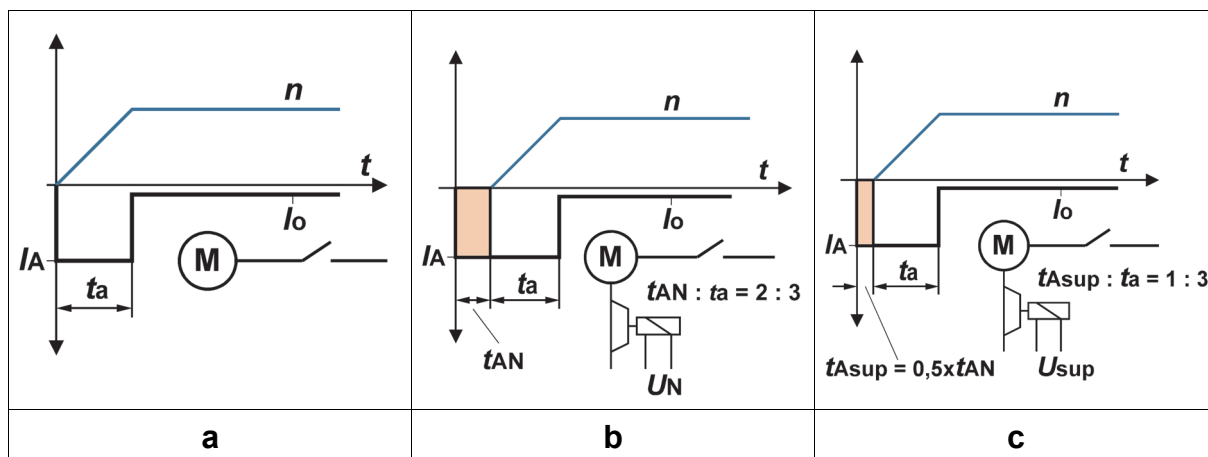 n
t
Io
IA
M
ta
a
n
t
Io
IA
M
ta
tAN : ta = 2 : 3
tAN
UN
b
n
t
Io
IA
M
ta
tAsup : ta = 1 : 3
tAsup = 0,5xtAN
Usup
c